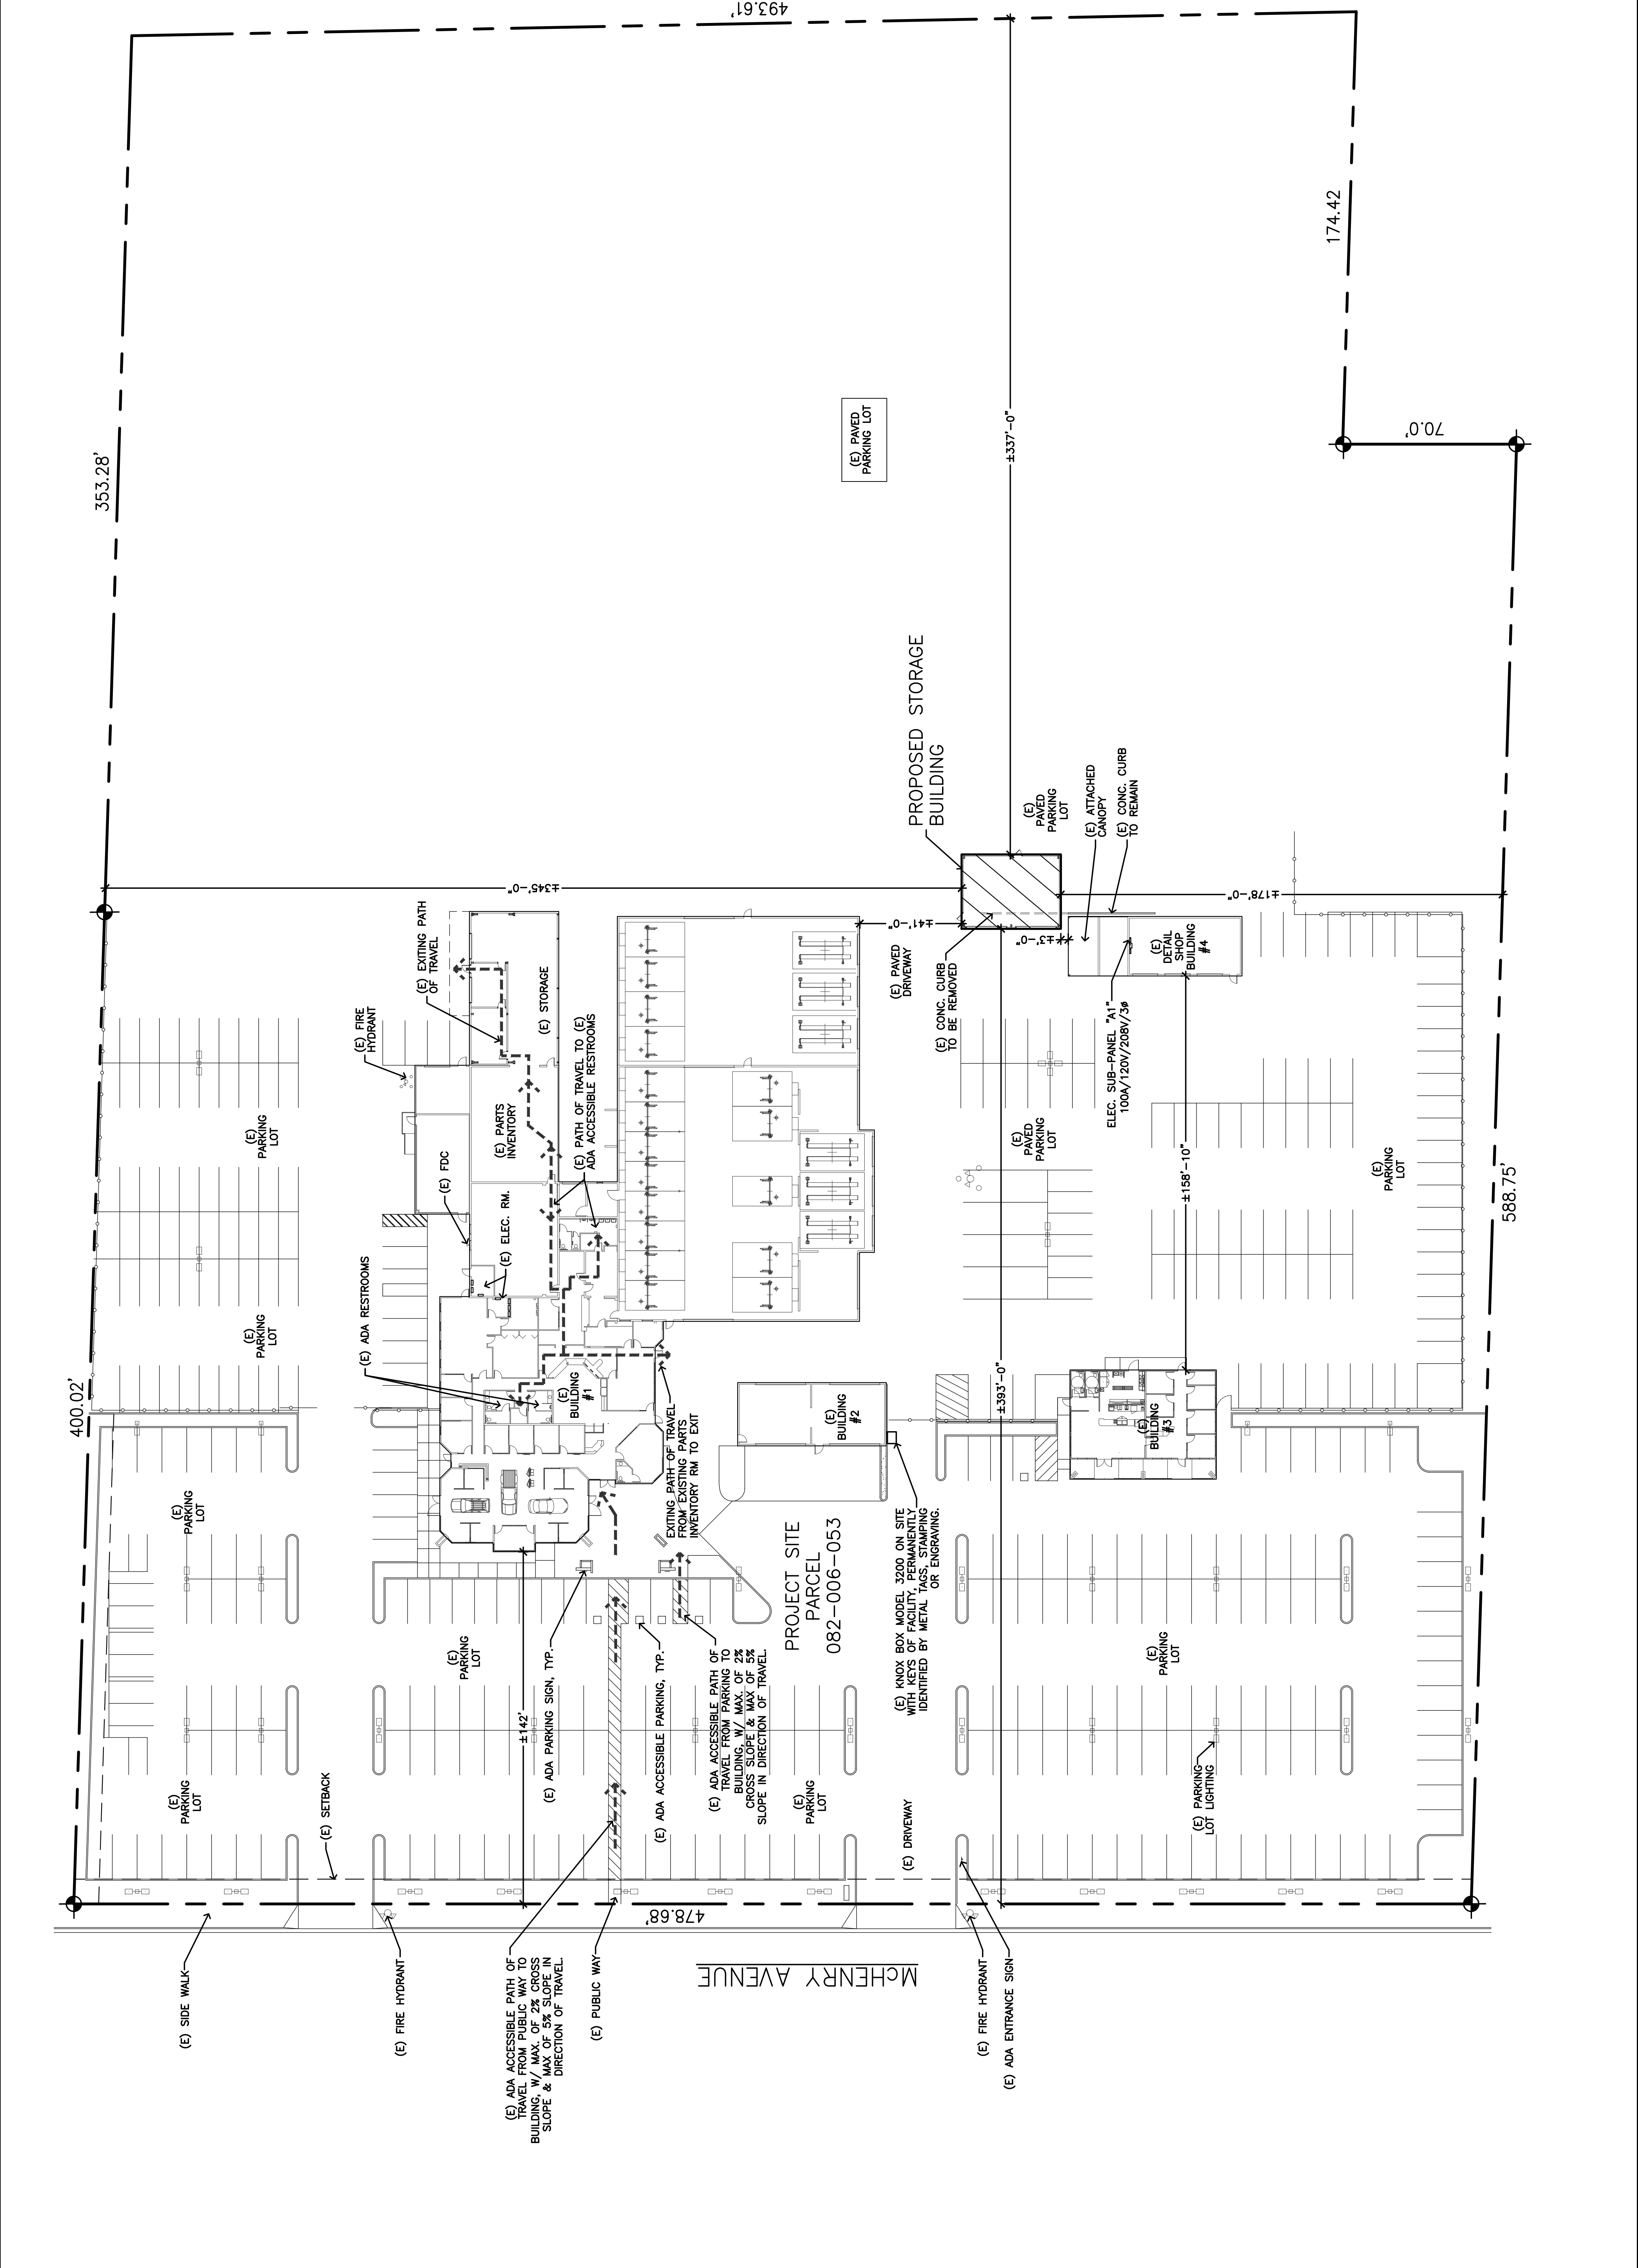 493.61'
353.28'
174.42
70.0'
400.02'
588.75'
478.68'
(E) PAVED
PARKING LOT
±337'-0"
PROPOSED STORAGE
BUILDING
(E)
PAVED
PARKING
LOT
(E) ATTACHED
CANOPY
(E) CONC. CURB
TO REMAIN
±345'-0"
±178'-0"
±41'-0"
±3'-0"
(E) EXITING PATH
OF TRAVEL
(E) STORAGE
(E) FIRE
HYDRANT
(E) PATH OF TRAVEL TO (E)
ADA ACCESSIBLE RESTROOMS
(E) PARTS
INVENTORY
(E) FDC
(E) ELEC. RM.
(E) ADA RESTROOMS
(E) PAVED
DRIVEWAY
(E) CONC. CURB
TO BE REMOVED
(E)
DETAIL
SHOP
BUILDING
#4
ELEC. SUB-PANEL "A1"
100A/120V/208V/3ø
(E)
PARKING
LOT
(E)
PARKING
LOT
(E)
PAVED
PARKING
LOT
(E)
PARKING
LOT
±158'-10"
±393'-0"
(E)
BUILDING
#1
(E)
BUILDING
#2
(E)
BUILDING
#3
EXITING PATH OF TRAVEL
FROM EXISTING PARTS
INVENTORY RM TO EXIT
PROJECT SITE
PARCEL
082-006-053
(E) KNOX BOX MODEL 3200 ON SITE
WITH KEYS OF FACILITY, PERMANENTLY
IDENTIFIED BY METAL TAGS, STAMPING
OR ENGRAVING.
(E)
PARKING
LOT
(E)
PARKING
LOT
(E)
PARKING
LOT
(E)
PARKING
LOT
(E)
PARKING
LOT
±142'
(E) ADA PARKING SIGN, TYP.
(E) ADA ACCESSIBLE PARKING, TYP.
(E) ADA ACCESSIBLE PATH OF
TRAVEL FROM PARKING TO
BUILDING, W/ MAX. OF 2%
CROSS SLOPE & MAX OF 5%
SLOPE IN DIRECTION OF TRAVEL.
(E) SETBACK
(E) DRIVEWAY
(E) PARKING
LOT LIGHTING
McHENRY AVENUE
(E) SIDE WALK
(E) FIRE HYDRANT
(E) ADA ACCESSIBLE PATH OF
TRAVEL FROM PUBLIC WAY TO
BUILDING, W/ MAX. OF 2% CROSS
SLOPE & MAX OF 5% SLOPE IN
DIRECTION OF TRAVEL.
(E) PUBLIC WAY
(E) FIRE HYDRANT
(E) ADA ENTRANCE SIGN